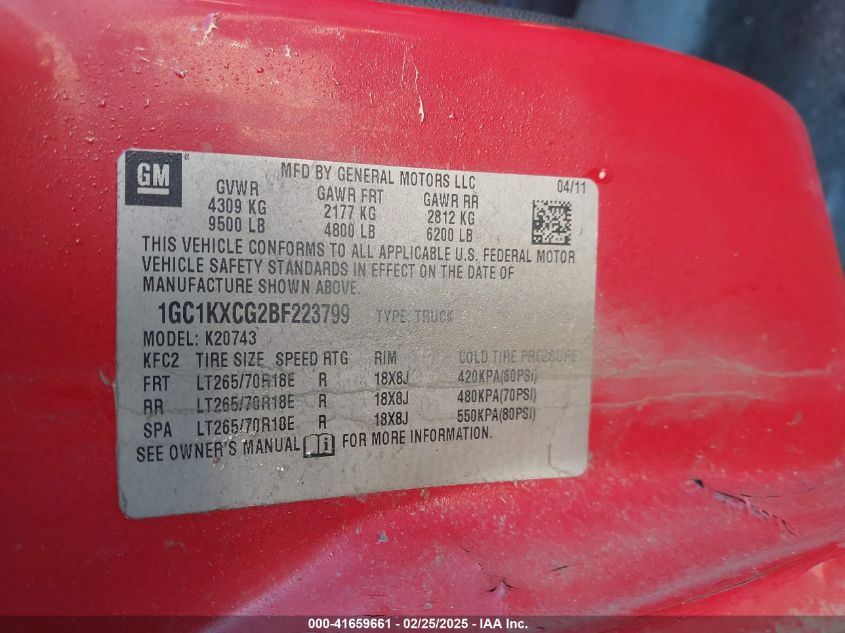 GM
MFD BY GENERAL MOTORS LLC 04/11
GVWR GAWR FRT GAWR RR
4309 KG 2177 KG 2812 KG
9500 LB 4800 LB 6200 LB
THIS VEHICLE CONFORMS TO ALL APPLICABLE U.S. FEDERAL MOTOR
VEHICLE SAFETY STANDARDS IN EFFECT ON THE DATE OF
MANUFACTURE SHOWN ABOVE.
1GC1KXCG2BF223799 TYPE: TRUCK
MODEL: K20743
KFC2 TIRE SIZE SPEED RTG RIM COLD TIRE PRESSURE
FRT LT265/70R18E R 18X8J 420KPA(60PSI)
RR LT265/70R18E R 18X8J 480KPA(70PSI)
SPA LT265/70R18E R 18X8J 550KPA(80PSI)
SEE OWNER'S MANUAL FOR MORE INFORMATION.
000-41659661 - 02/25/2025 - IAA Inc.